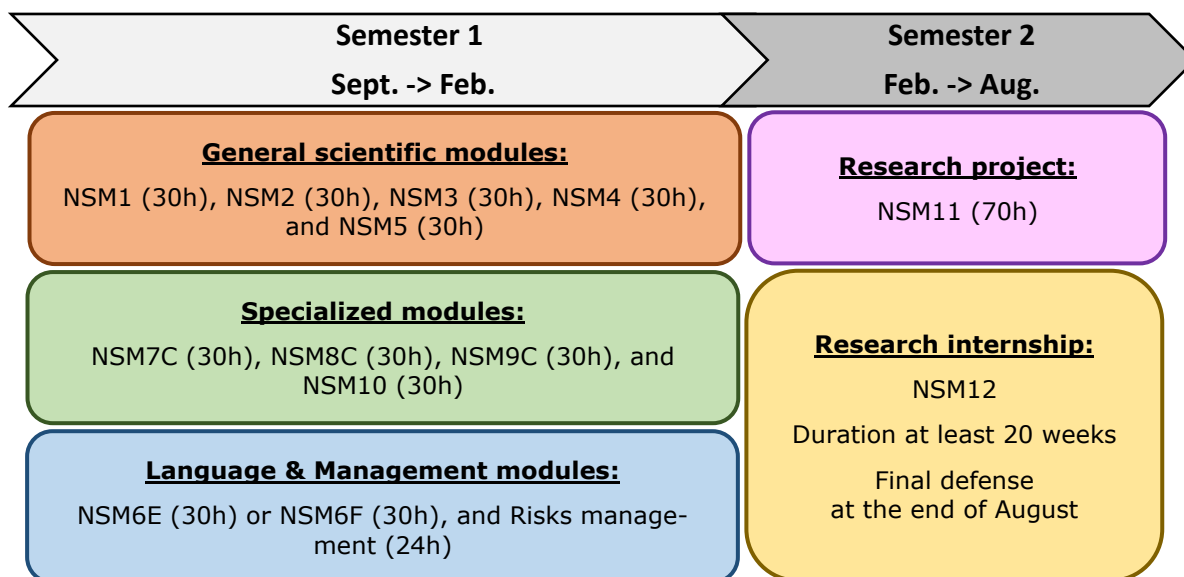 Semester 1
Sept. -> Feb.
Semester 2
Feb. -> Aug.
General scientific modules:
NSM1 (30h), NSM2 (30h), NSM3 (30h), NSM4 (30h),
and NSM5 (30h)
Research project:
NSM11 (70h)
Specialized modules:
NSM7C (30h), NSM8C (30h), NSM9C (30h), and
NSM10 (30h)
Research internship:
NSM12
Duration at least 20 weeks
Final defense
at the end of August
Language & Management modules:
NSM6E (30h) or NSM6F (30h), and Risks manage-
ment (24h)